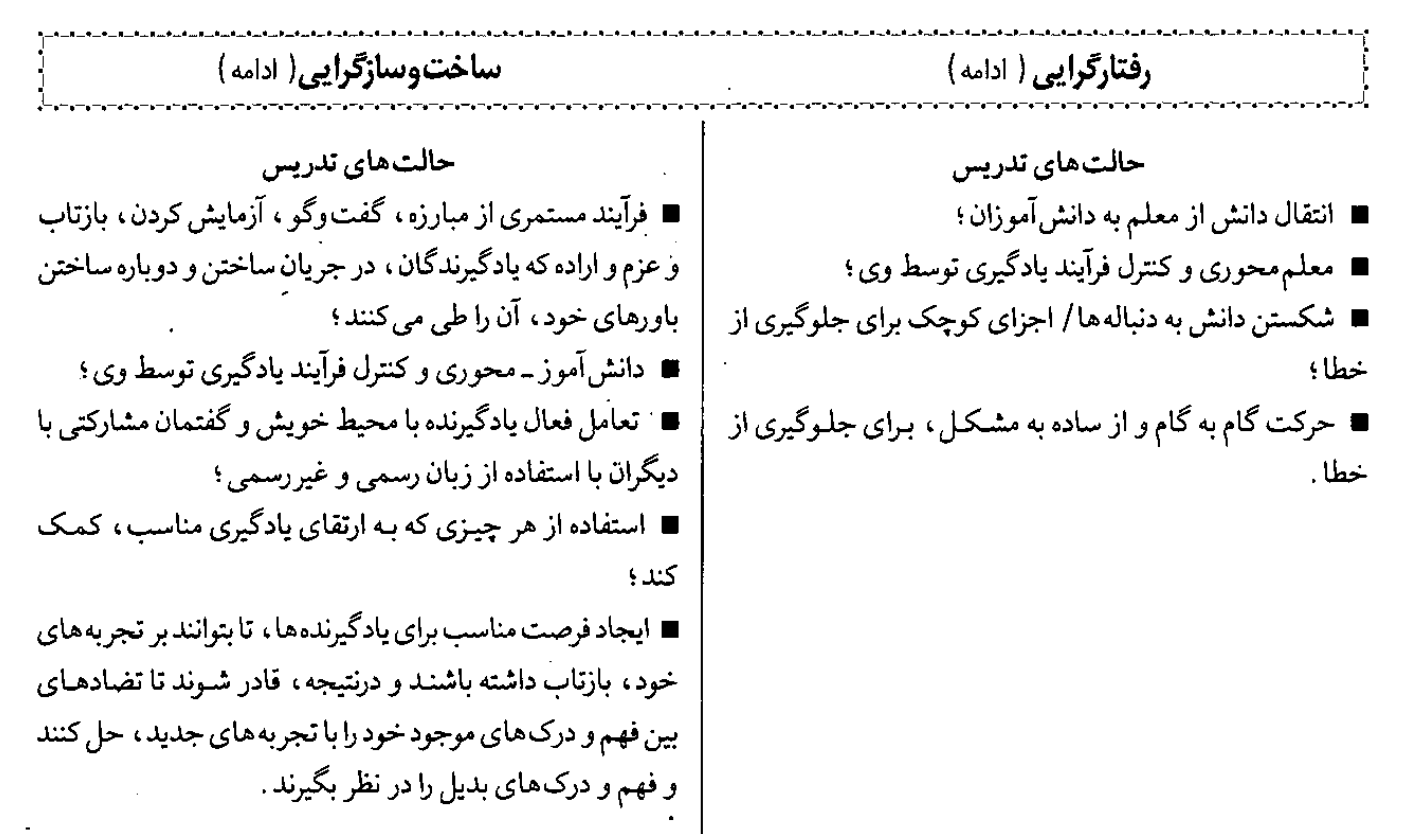 رفتارگرایی ( ادامه )
ساخت‌وسازگرایی( ادامه )
حالت‌های تدریس
■ انتقال دانش از معلم به دانش‌آموزان؛
■ معلم‌محوری و کنترل فرآیند یادگیری توسط وی؛
■ شکستن دانش به دنباله‌ها/ اجزای کوچک برای جلوگیری از
خطا؛
■ حرکت گام به گام و از ساده به مشکل، برای جلوگیری از
خطا.
حالت‌های تدریس
■ فرآیند مستمری از مبارزه، گفت‌وگو، آزمایش کردن، بازتاب
و عزم و اراده که یادگیرندگان، در جریان ساختن و دوباره ساختن
باورهای خود، آن را طی می‌کنند؛
■ دانش‌آموز ـ محوری و کنترل فرآیند یادگیری توسط وی؛
■ تعامل فعال یادگیرنده با محیط خویش و گفتمان مشارکتی با
دیگران با استفاده از زبان رسمی و غیررسمی؛
■ استفاده از هر چیزی که به ارتقای یادگیری مناسب، کمک
کند؛
■ ایجاد فرصت مناسب برای یادگیرنده‌ها، تا بتوانند بر تجربه‌های
خود، بازتاب داشته باشند و درنتیجه، قادر شوند تا تضادهای
بین فهم و درک‌های موجود خود را با تجربه‌های جدید، حل کنند
و فهم و درک‌های بدیل را در نظر بگیرند.